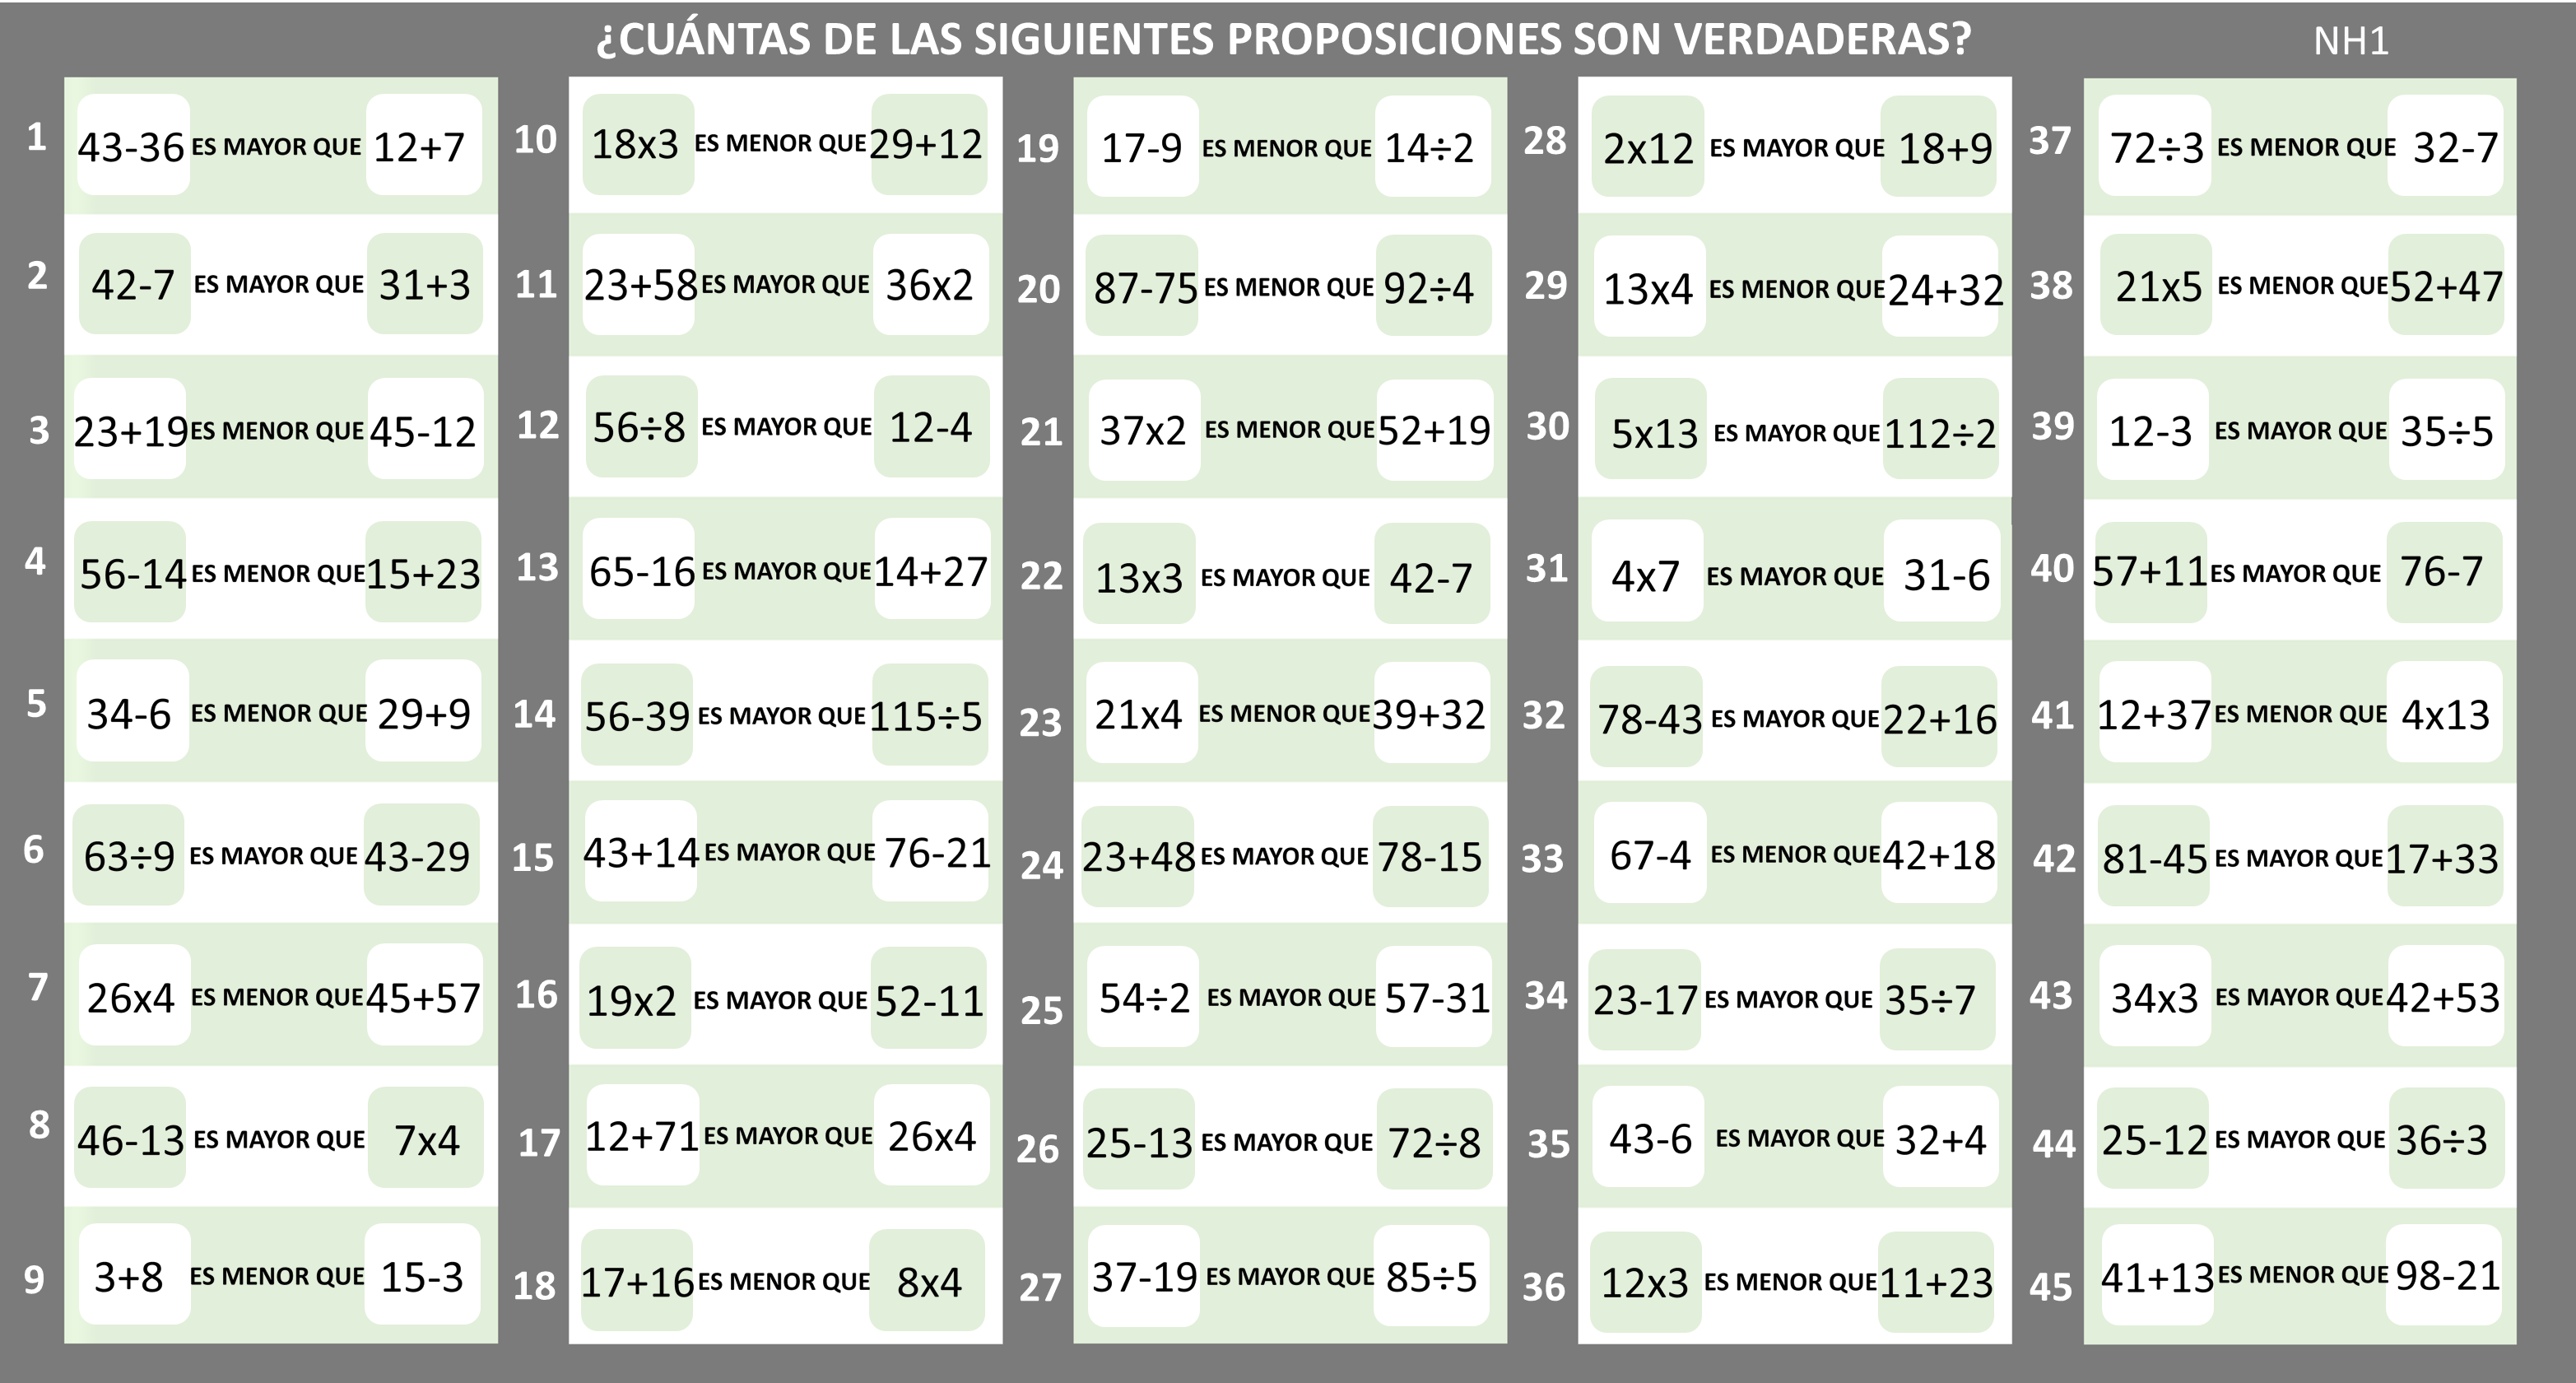 ¿CUÁNTAS DE LAS SIGUIENTES PROPOSICIONES SON VERDADERAS? NH1
1 43-36 ES MAYOR QUE 12+7
2 42-7 ES MAYOR QUE 31+3
3 23+19 ES MENOR QUE 45-12
4 56-14 ES MENOR QUE 15+23
5 34-6 ES MENOR QUE 29+9
6 63÷9 ES MAYOR QUE 43-29
7 26x4 ES MENOR QUE 45+57
8 46-13 ES MAYOR QUE 7x4
9 3+8 ES MENOR QUE 15-3
10 18x3 ES MENOR QUE 29+12
11 23+58 ES MAYOR QUE 36x2
12 56÷8 ES MAYOR QUE 12-4
13 65-16 ES MAYOR QUE 14+27
14 56-39 ES MAYOR QUE 115÷5
15 43+14 ES MAYOR QUE 76-21
16 19x2 ES MAYOR QUE 52-11
17 12+71 ES MAYOR QUE 26x4
18 17+16 ES MENOR QUE 8x4
19 17-9 ES MENOR QUE 14÷2
20 87-75 ES MENOR QUE 92÷4
21 37x2 ES MENOR QUE 52+19
22 13x3 ES MAYOR QUE 42-7
23 21x4 ES MENOR QUE 39+32
24 23+48 ES MAYOR QUE 78-15
25 54÷2 ES MAYOR QUE 57-31
26 25-13 ES MAYOR QUE 72÷8
27 37-19 ES MAYOR QUE 85÷5
28 2x12 ES MAYOR QUE 18+9
29 13x4 ES MENOR QUE 24+32
30 5x13 ES MAYOR QUE 112÷2
31 4x7 ES MAYOR QUE 31-6
32 78-43 ES MAYOR QUE 22+16
33 67-4 ES MENOR QUE 42+18
34 23-17 ES MAYOR QUE 35÷7
35 43-6 ES MAYOR QUE 32+4
36 12x3 ES MENOR QUE 11+23
37 72÷3 ES MENOR QUE 32-7
38 21x5 ES MENOR QUE 52+47
39 12-3 ES MAYOR QUE 35÷5
40 57+11 ES MAYOR QUE 76-7
41 12+37 ES MENOR QUE 4x13
42 81-45 ES MAYOR QUE 17+33
43 34x3 ES MAYOR QUE 42+53
44 25-12 ES MAYOR QUE 36÷3
45 41+13 ES MENOR QUE 98-21